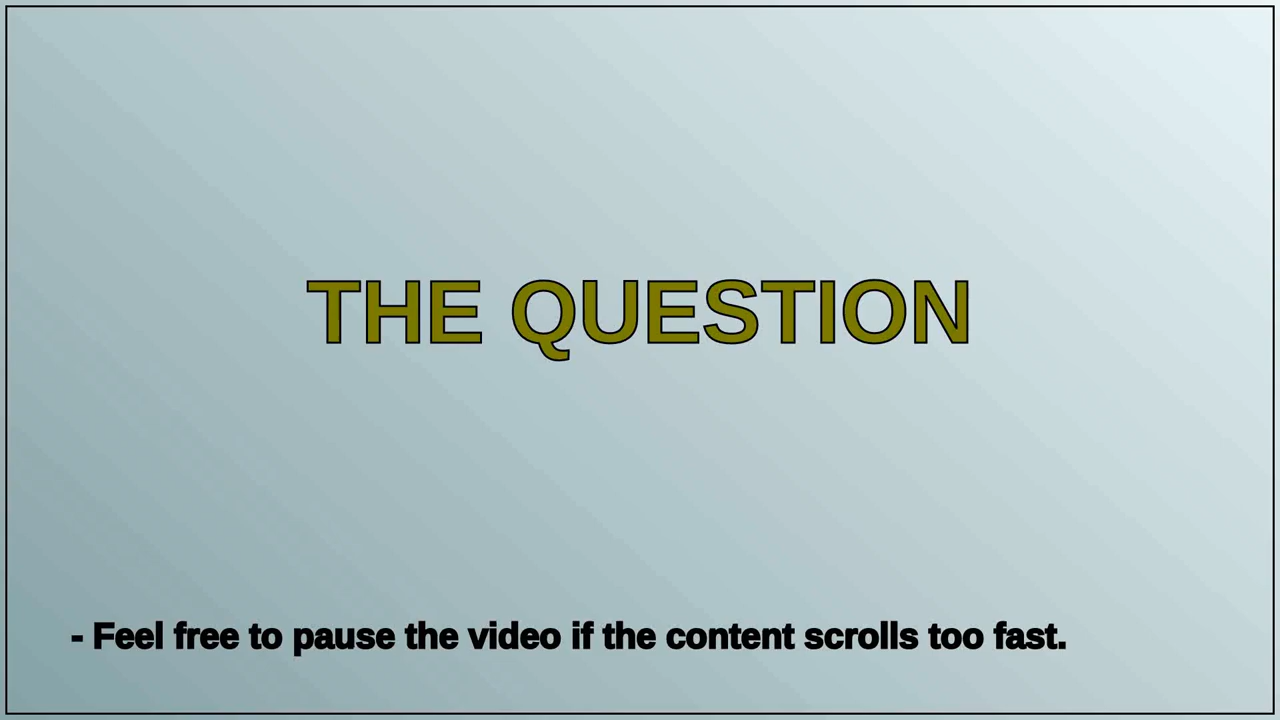 THE QUESTION
- Feel free to pause the video if the content scrolls too fast.